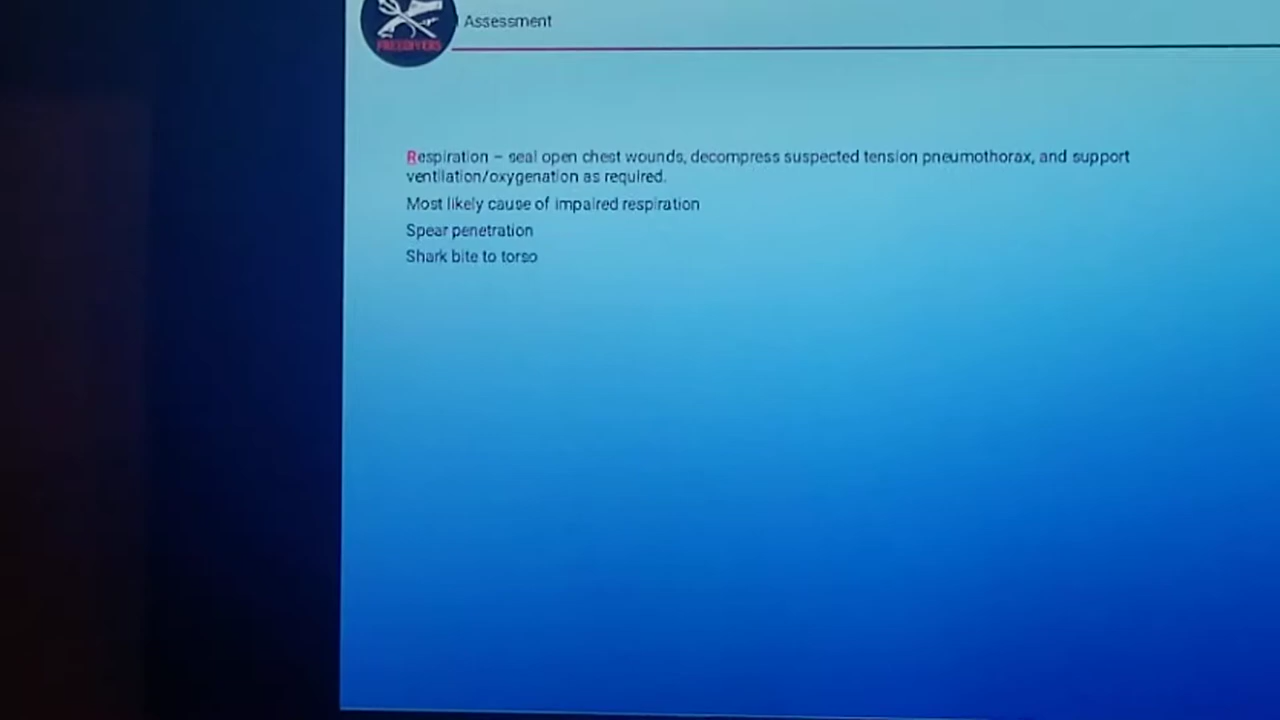 FREEDIVERS
Assessment
Respiration – seal open chest wounds, decompress suspected tension pneumothorax, and support
ventilation/oxygenation as required.
Most likely cause of impaired respiration
Spear penetration
Shark bite to torso